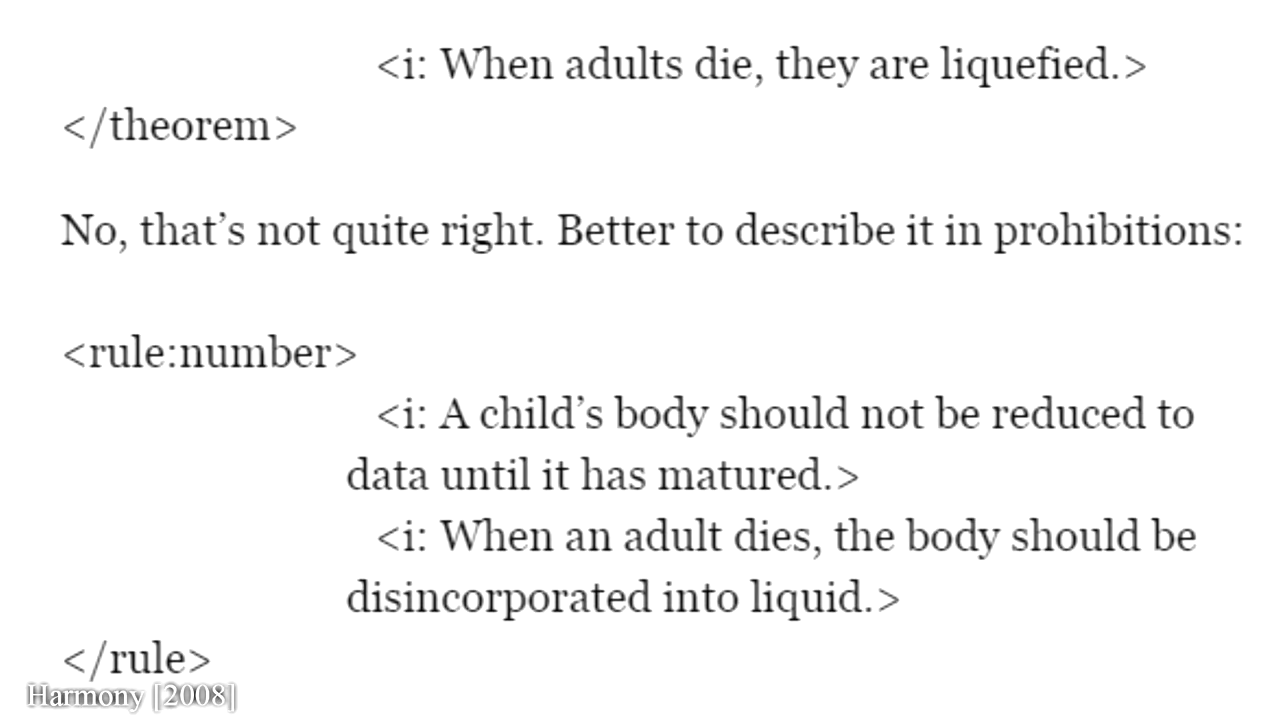 <i: When adults die, they are liquefied.>
</theorem>
No, that’s not quite right. Better to describe it in prohibitions:
<rule:number>
<i: A child’s body should not be reduced to
data until it has matured.>
<i: When an adult dies, the body should be
disincorporated into liquid.>
</rule>
Harmony [2008]